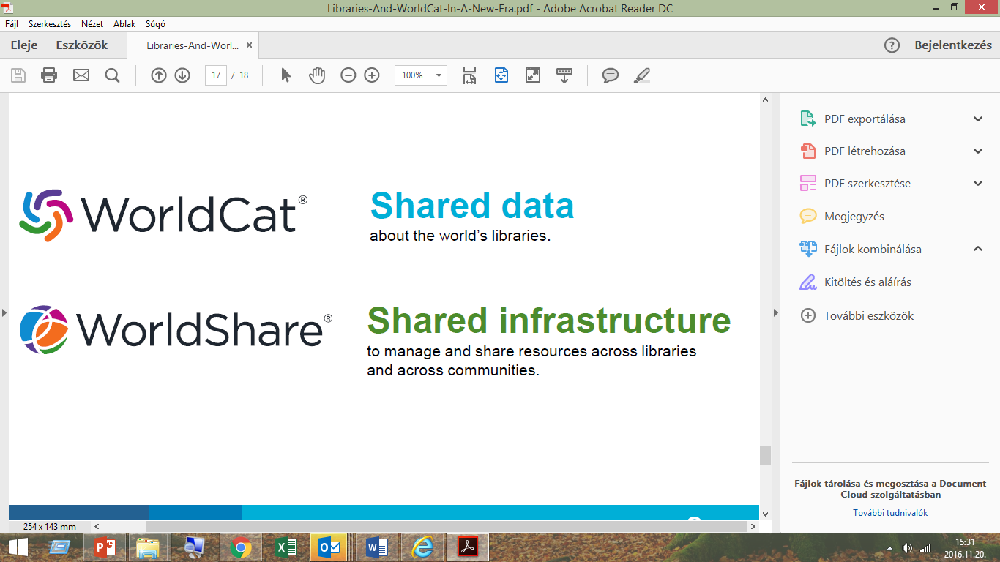 Libraries-And-WorldCat-In-A-New-Era.pdf - Adobe Acrobat Reader DC
Fájl Szerkesztés Nézet Ablak Súgó
Eleje Eszközök Libraries-And-Worl... × ? Bejelentkezés
17 / 18 100%
WorldCat®
Shared data
about the world's libraries.
WorldShare®
Shared infrastructure
to manage and share resources across libraries
and across communities.
254 x 143 mm
PDF exportálása
PDF létrehozása
PDF szerkesztése
Megjegyzés
Fájlok kombinálása
Kitöltés és aláírás
További eszközök
Fájlok tárolása és megosztása a Document
Cloud szolgáltatásban
További tudnivalók
15:31
2016.11.20.